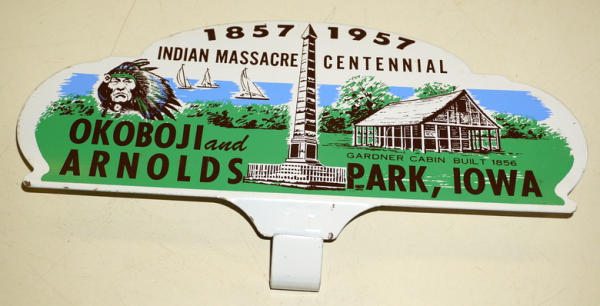 1857 1957
INDIAN MASSACRE CENTENNIAL
OKOBOJI and
ARNOLDS PARK, IOWA
GARDNER CABIN BUILT 1856